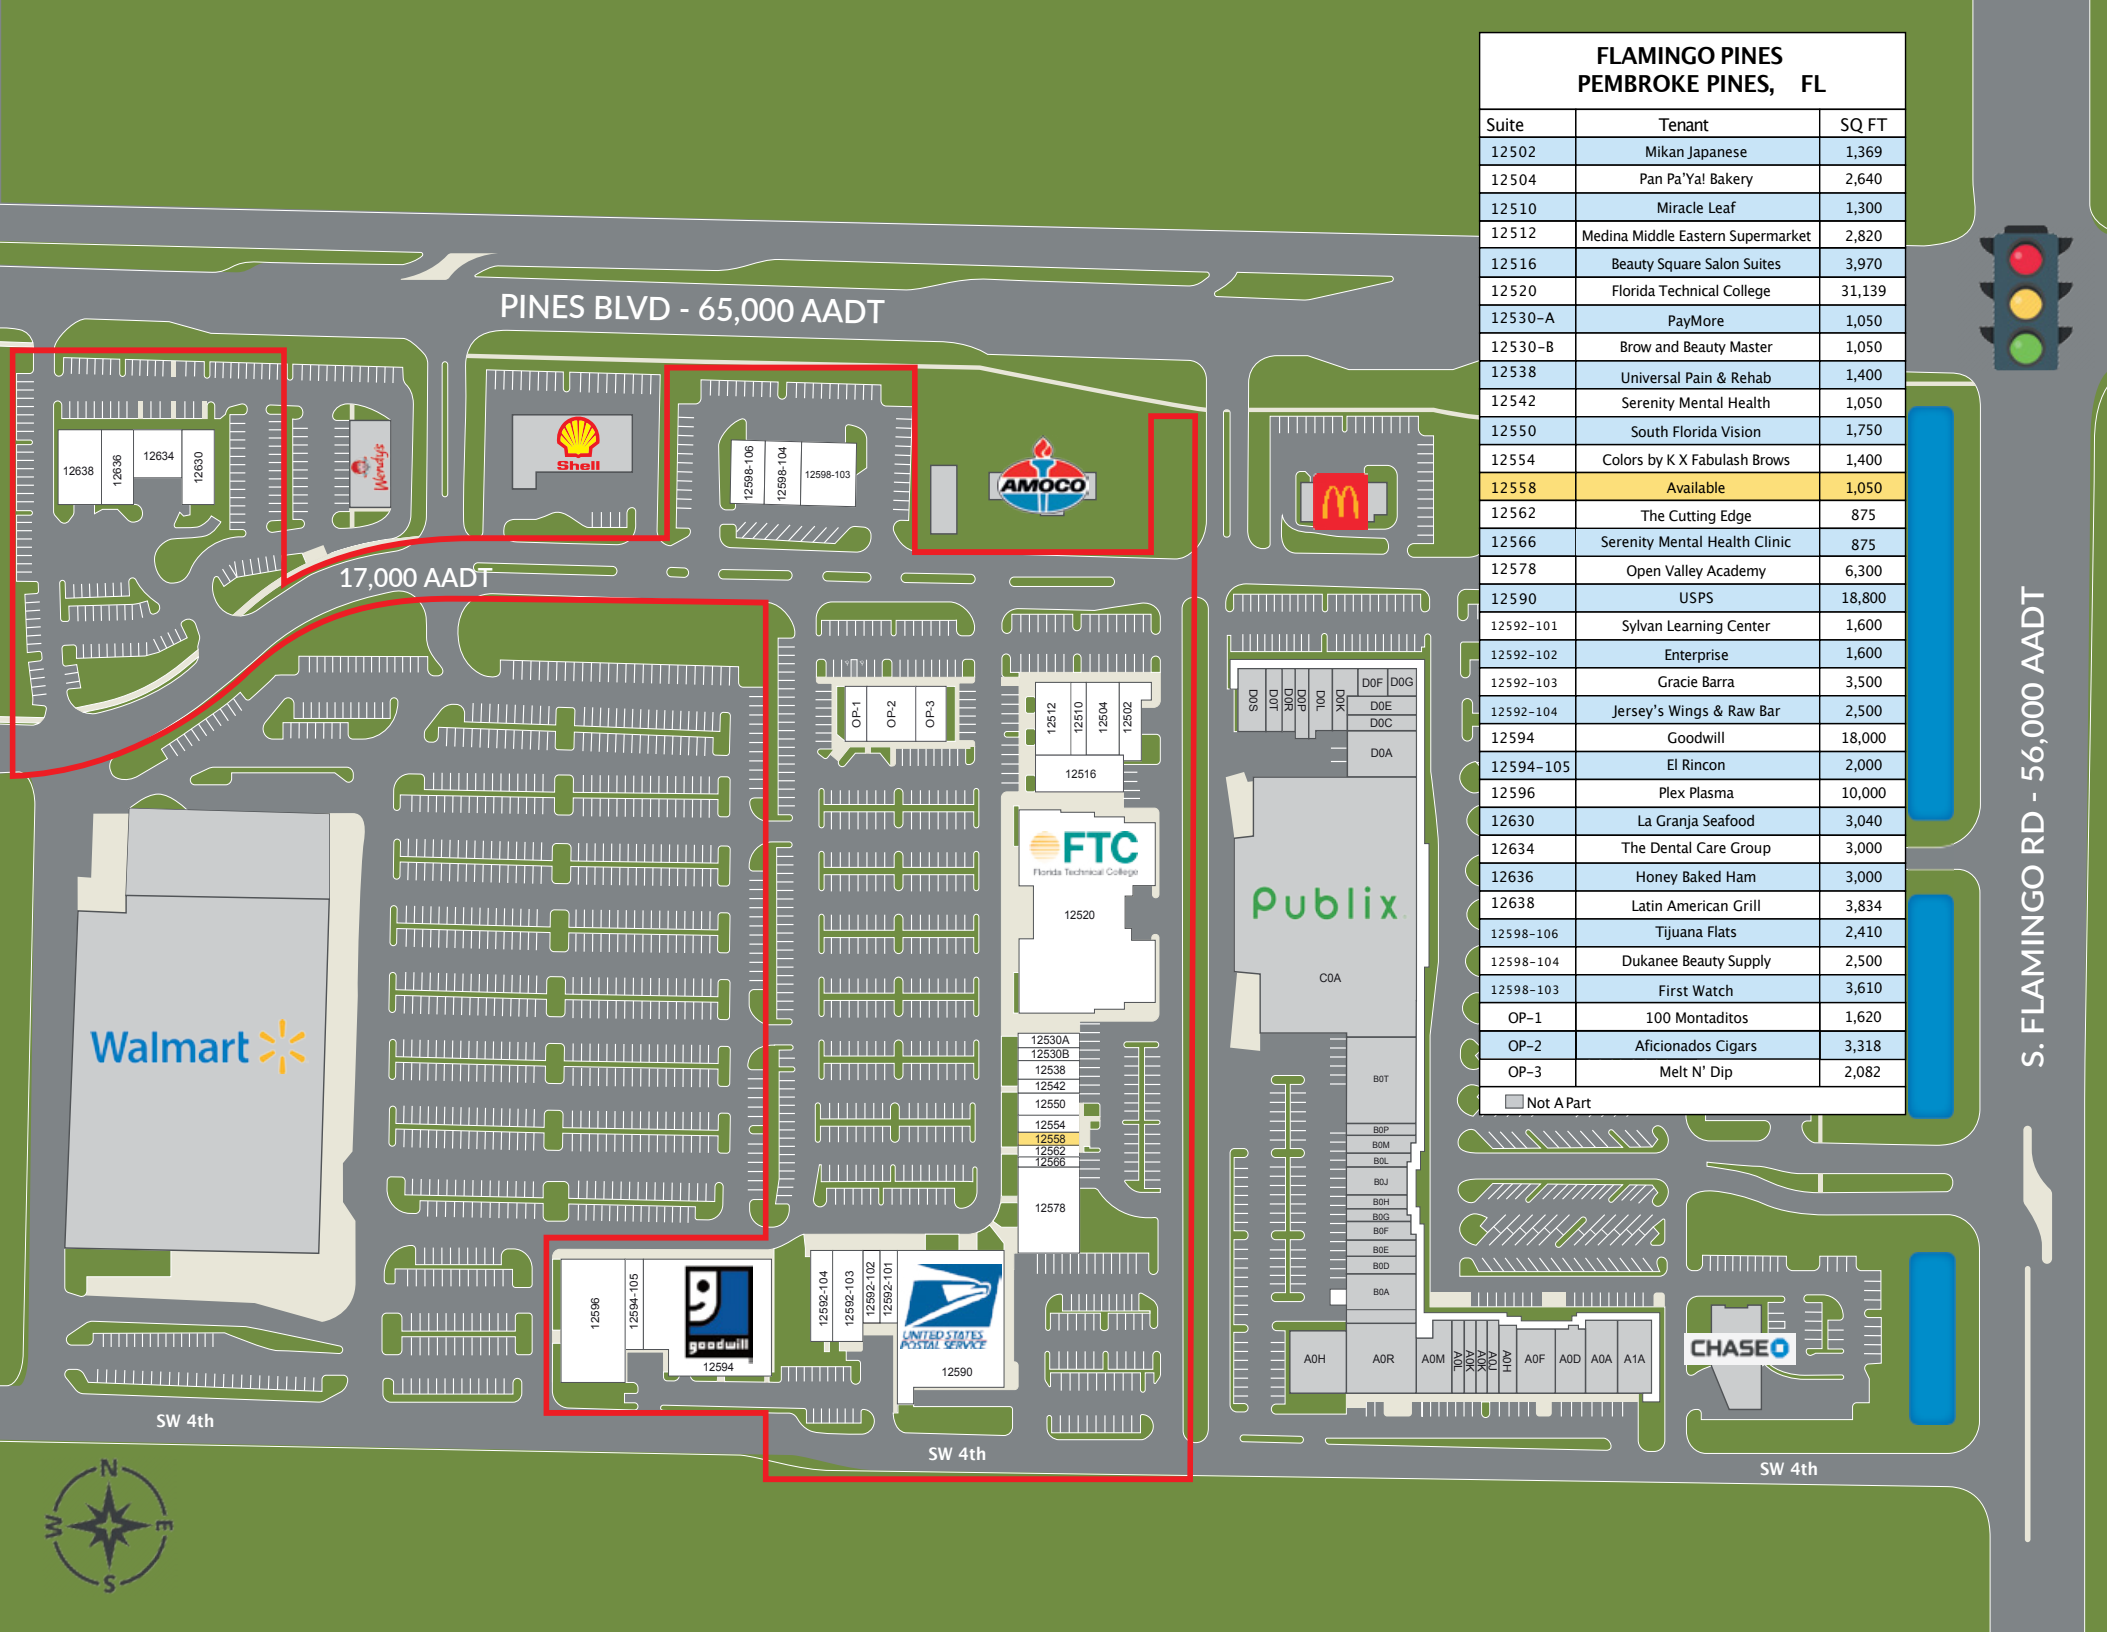 FLAMINGO PINES
PEMBROKE PINES, FL
Suite Tenant SQ FT
12502 Mikan Japanese 1,369
12504 Pan Pa'Ya! Bakery 2,640
12510 Miracle Leaf 1,300
12512 Medina Middle Eastern Supermarket 2,820
12516 Beauty Square Salon Suites 3,970
12520 Florida Technical College 31,139
12530-A PayMore 1,050
12530-B Brow and Beauty Master 1,050
12538 Universal Pain & Rehab 1,400
12542 Serenity Mental Health 1,050
12550 South Florida Vision 1,750
12554 Colors by K X Fabulash Brows 1,400
12558 Available 1,050
12562 The Cutting Edge 875
12566 Serenity Mental Health Clinic 875
12578 Open Valley Academy 6,300
12590 USPS 18,800
12592-101 Sylvan Learning Center 1,600
12592-102 Enterprise 1,600
12592-103 Gracie Barra 3,500
12592-104 Jersey's Wings & Raw Bar 2,500
12594 Goodwill 18,000
12594-105 El Rincon 2,000
12596 Plex Plasma 10,000
12630 La Granja Seafood 3,040
12634 The Dental Care Group 3,000
12636 Honey Baked Ham 3,000
12638 Latin American Grill 3,834
12598-106 Tijuana Flats 2,410
12598-104 Dukanee Beauty Supply 2,500
12598-103 First Watch 3,610
OP-1 100 Montaditos 1,620
OP-2 Aficionados Cigars 3,318
OP-3 Melt N' Dip 2,082
Not A Part
PINES BLVD - 65,000 AADT
12638
12636
12634
12630
Wendy's
Shell
12598-106
12598-104
12598-103
AMOCO
17,000 AADT
S. FLAMINGO RD - 56,000 AADT
OP-1
OP-2
OP-3
12512
12510
12504
12502
12516
FTC
Florida Technical College
12520
D0S
D0T
D0R
D0P
D0L
D0K
D0F
D0G
D0E
D0C
D0A
Publix
C0A
Walmart
12530A
12530B
12538
12542
12550
12554
12558
12562
12566
12578
B0T
B0P
B0M
B0L
B0J
B0H
B0G
B0F
B0E
B0D
B0A
12596
12594-105
goodwill
12594
12592-104
12592-103
12592-102
12592-101
UNITED STATES
POSTAL SERVICE
12590
A0H
A0R
A0M
A0L
A0K
A0K
A0J
A0H
A0F
A0D
A0A
A1A
CHASE
SW 4th
SW 4th
SW 4th
N
W
E
S